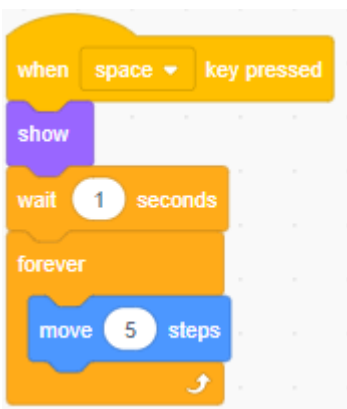 when space key pressed
show
wait 1 seconds
forever
move 5 steps